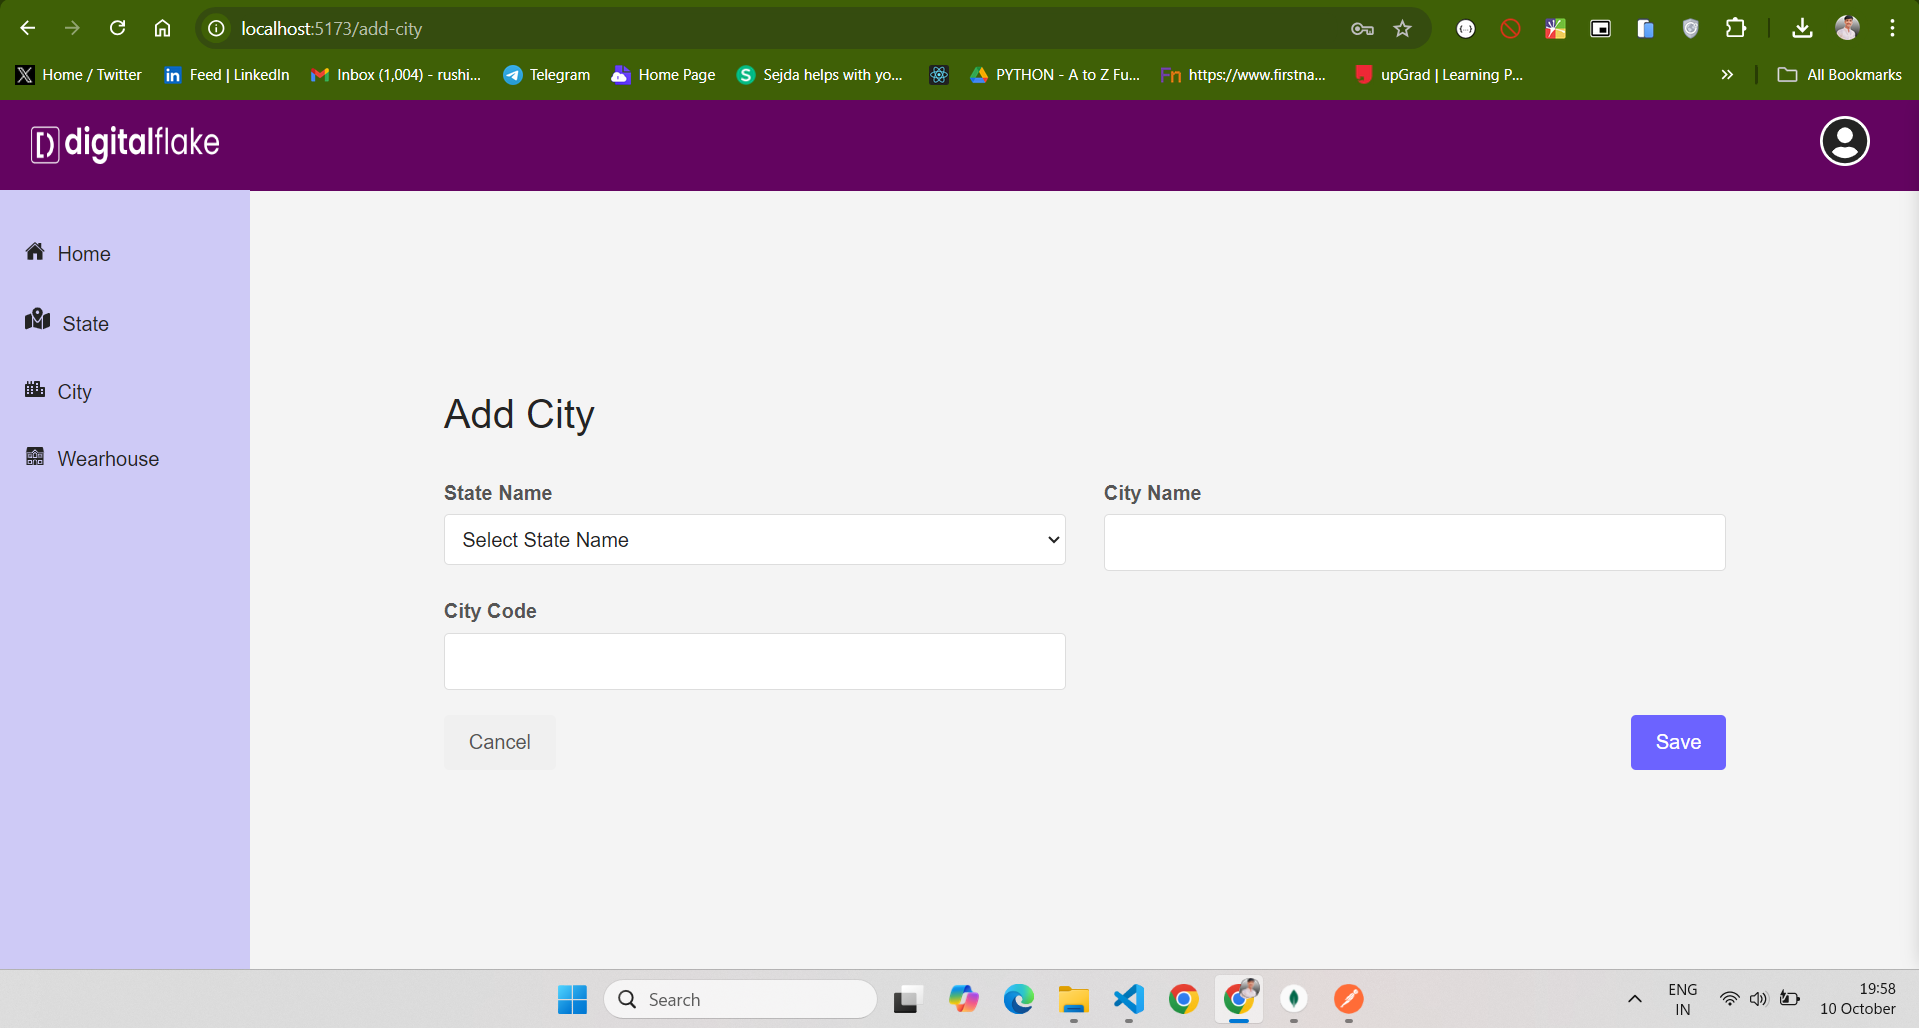 localhost:5173/add-city
Home / Twitter
Feed | LinkedIn
Inbox (1,004) - rushi...
Telegram
Home Page
Sejda helps with yo...
PYTHON - A to Z Fu...
https://www.firstna...
upGrad | Learning P...
All Bookmarks
digitalflake
Home
State
City
Wearhouse
Add City
State Name
City Name
Select State Name
City Code
Cancel
Save
Search
ENG
IN
19:58
10 October